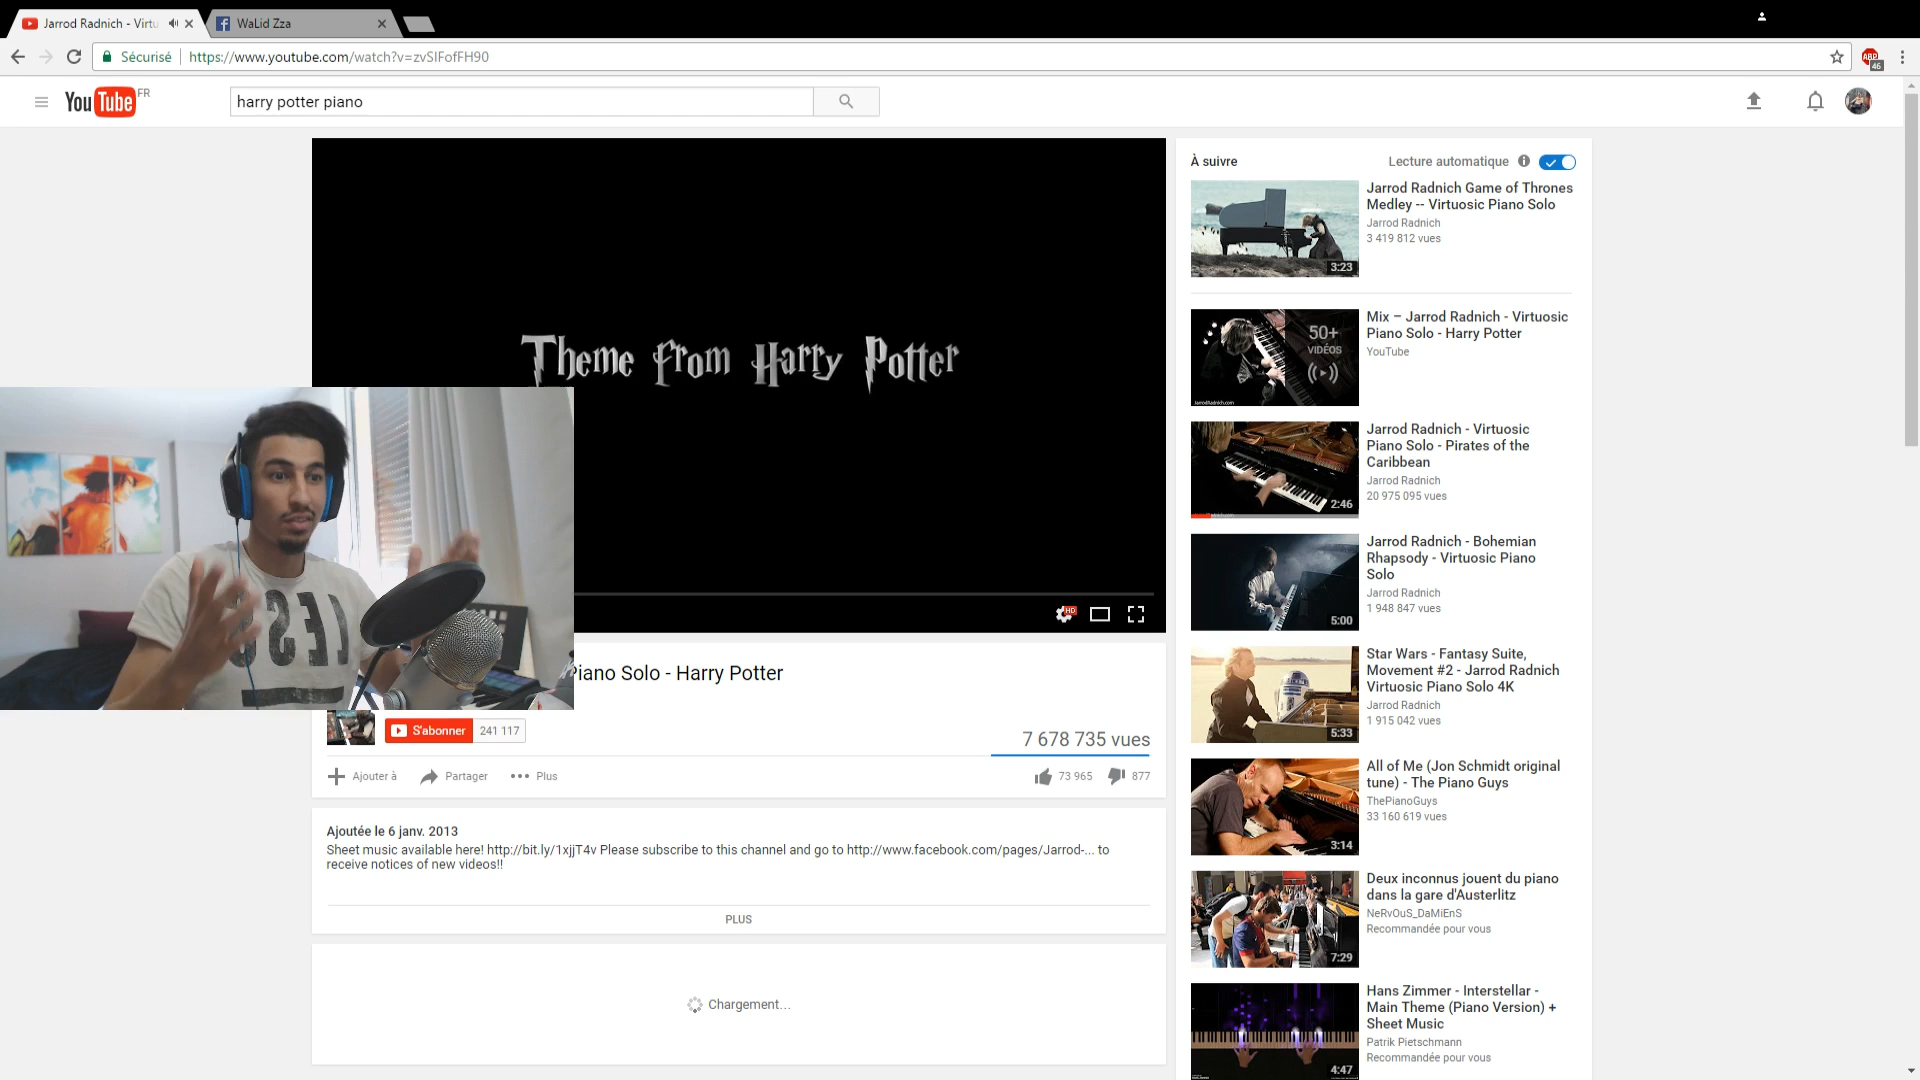 Jarrod Radnich - Virtu
WaLid Zza
Sécurisé
https://www.youtube.com/watch?v=zvSlFofFH90
ABP
46
YouTube FR
harry potter piano
Theme from Harry Potter
HD
Piano Solo - Harry Potter
S'abonner
241 117
7 678 735 vues
Ajouter à
Partager
Plus
73 965
877
Ajoutée le 6 janv. 2013
Sheet music available here! http://bit.ly/1xjjT4v Please subscribe to this channel and go to http://www.facebook.com/pages/Jarrod-... to
receive notices of new videos!!
PLUS
Chargement...
À suivre
Lecture automatique
Jarrod Radnich Game of Thrones
Medley -- Virtuosic Piano Solo
Jarrod Radnich
3 419 812 vues
3:23
Mix – Jarrod Radnich - Virtuosic
Piano Solo - Harry Potter
YouTube
50+
VIDÉOS
Jarrod Radnich - Virtuosic
Piano Solo - Pirates of the
Caribbean
Jarrod Radnich
20 975 095 vues
2:46
Jarrod Radnich - Bohemian
Rhapsody - Virtuosic Piano
Solo
Jarrod Radnich
1 948 847 vues
5:00
Star Wars - Fantasy Suite,
Movement #2 - Jarrod Radnich
Virtuosic Piano Solo 4K
Jarrod Radnich
1 915 042 vues
5:33
All of Me (Jon Schmidt original
tune) - The Piano Guys
ThePianoGuys
33 160 619 vues
3:14
Deux inconnus jouent du piano
dans la gare d'Austerlitz
NeRvOuS_DaMiEnS
Recommandée pour vous
7:29
Hans Zimmer - Interstellar -
Main Theme (Piano Version) +
Sheet Music
Patrik Pietschmann
Recommandée pour vous
4:47